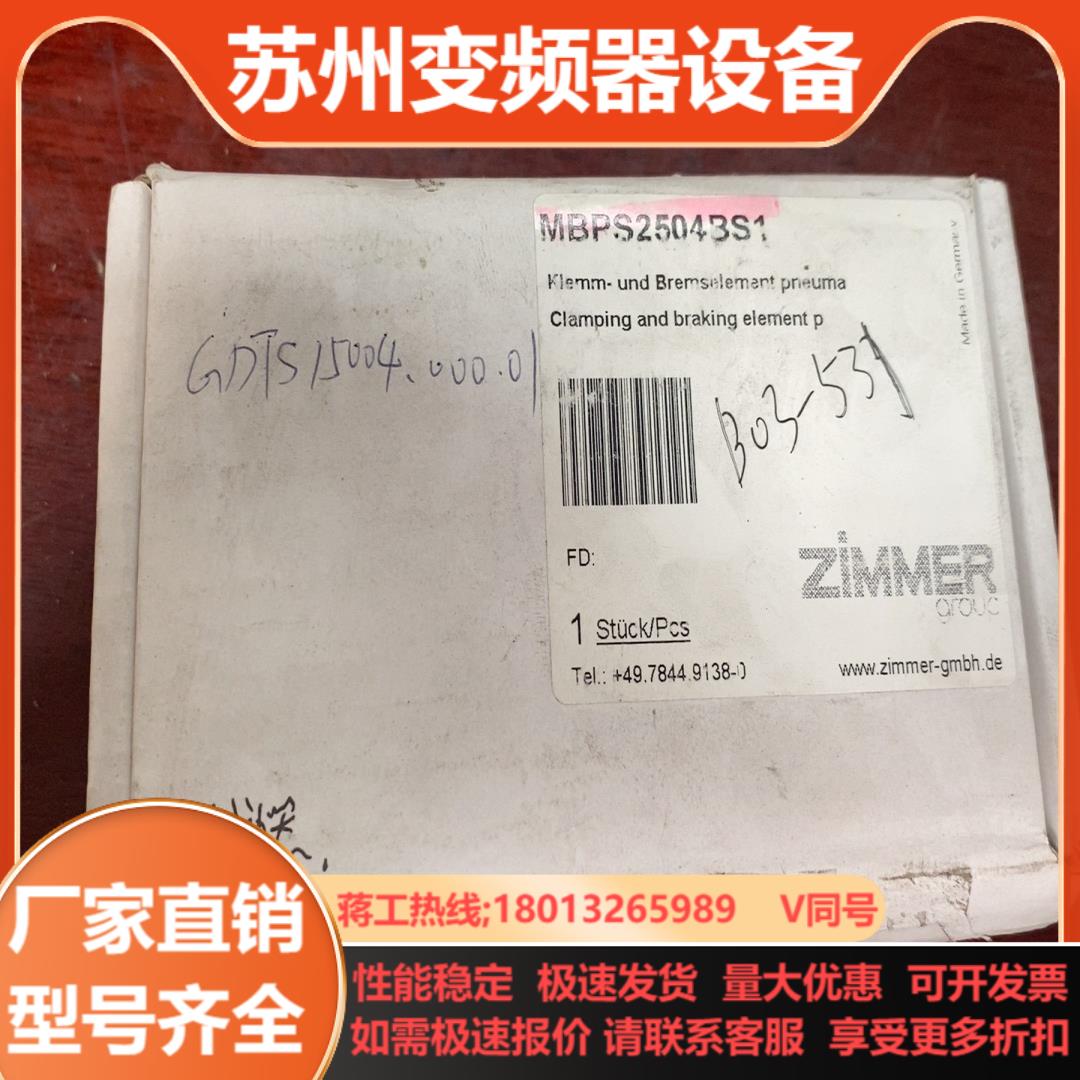 苏州变频器设备
MBPS2504BS1
Klemm- und Bremselement pneuma
Clamping and braking element p
Made in Germany
GDTS15004.000.01
B03-537
FD:
ZIMMER
group
1 Stück/Pcs
Tel.: +49.7844.9138-0
www.zimmer-gmbh.de
厂家直销
型号齐全
蒋工热线;18013265989 V同号
性能稳定 极速发货 量大优惠 可开发票
如需极速报价 请联系客服 享受更多折扣